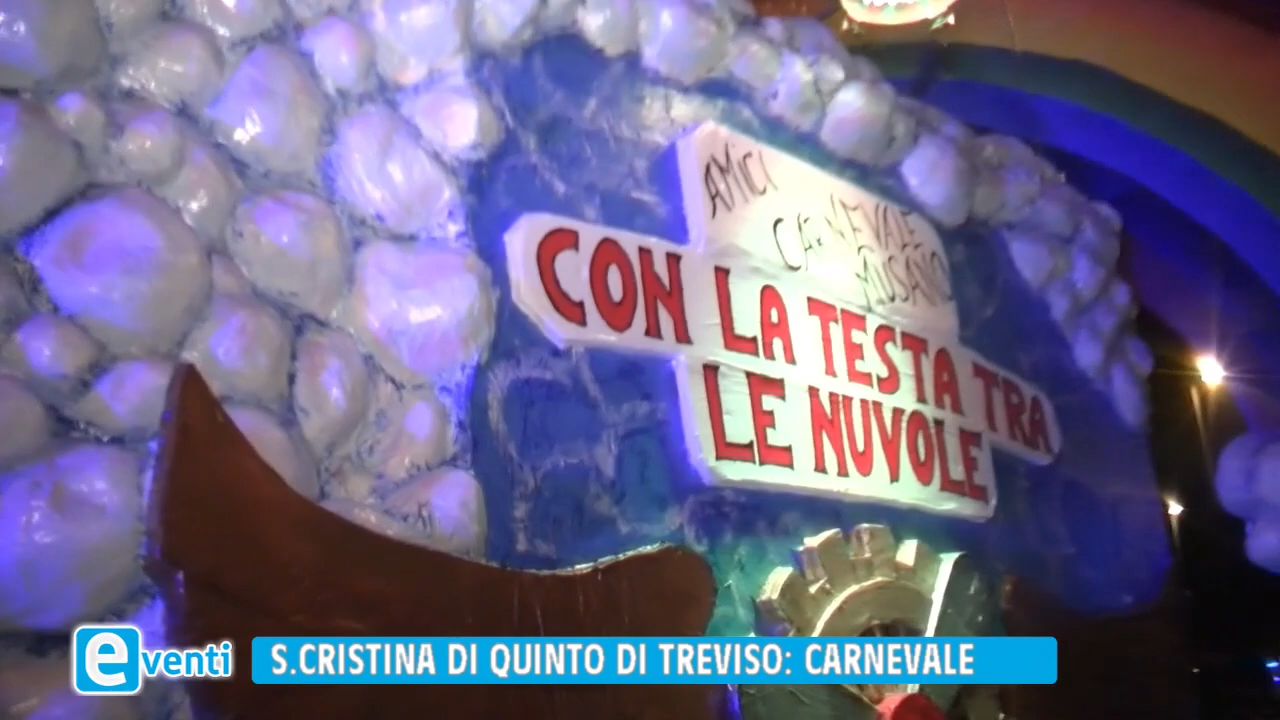 AMICI
CARNEVALE
MUSANO
CON LA TESTA TRA
LE NUVOLE
eventi
S.CRISTINA DI QUINTO DI TREVISO: CARNEVALE